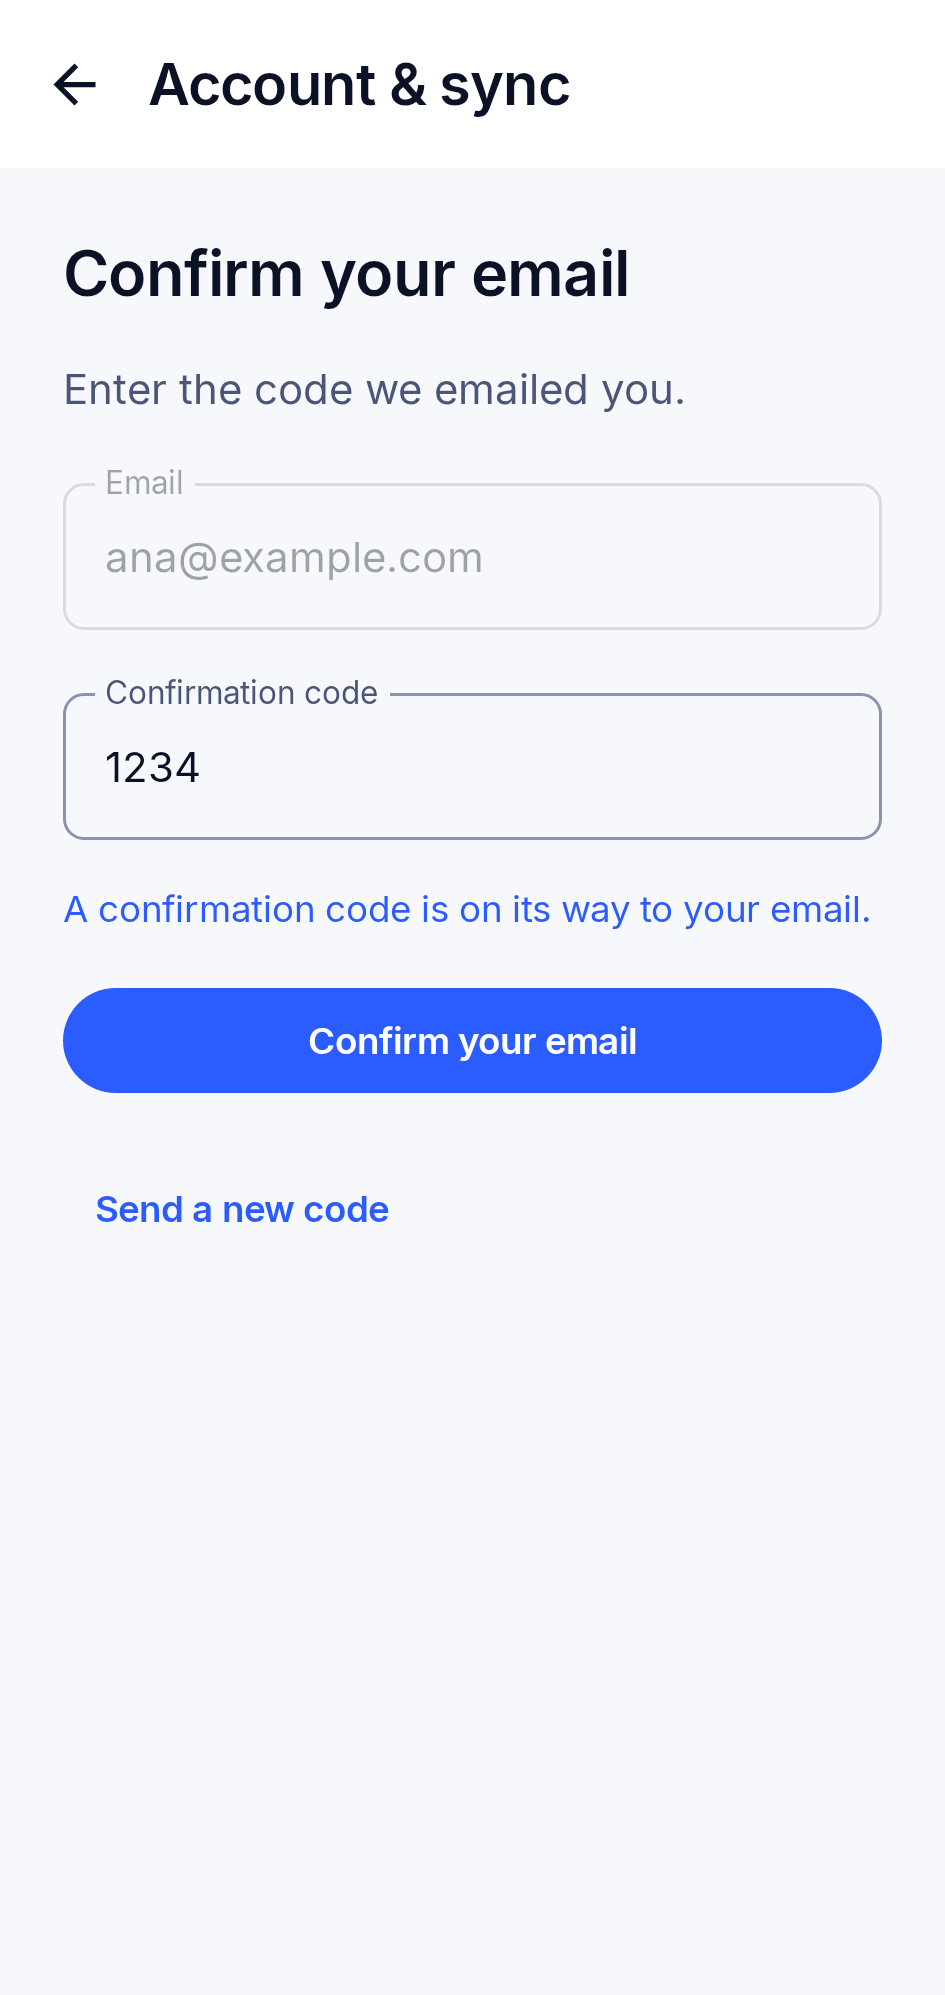 Account & sync
Confirm your email
Enter the code we emailed you.
Email
ana@example.com
Confirmation code
1234
A confirmation code is on its way to your email.
Confirm your email
Send a new code